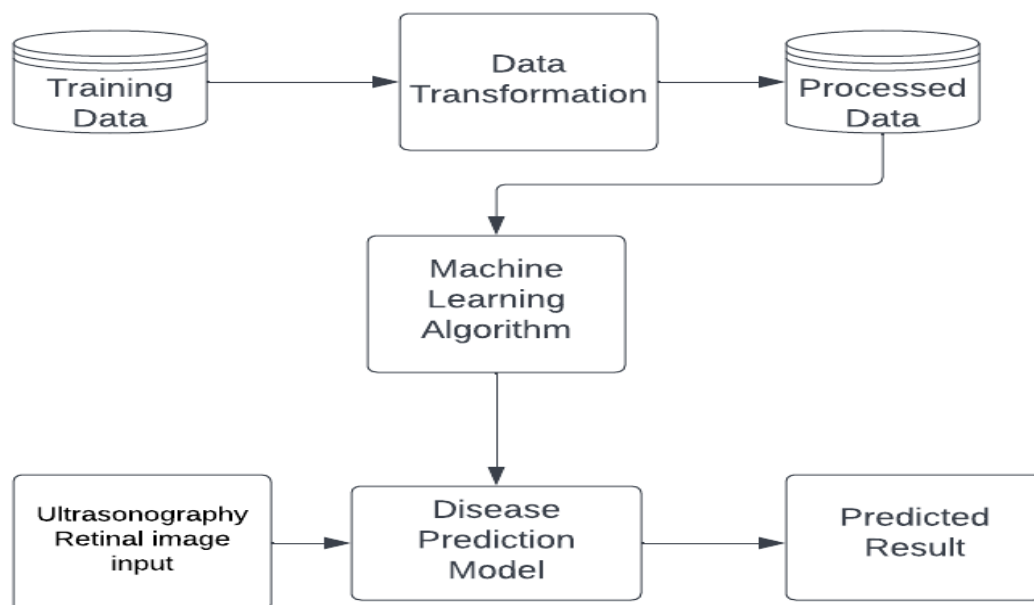 Training
Data
Data
Transformation
Processed
Data
Machine
Learning
Algorithm
Ultrasonography
Retinal image
input
Disease
Prediction
Model
Predicted
Result